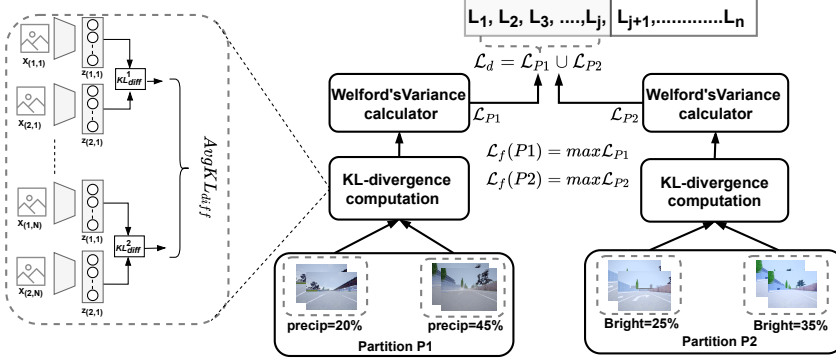 L1, L2, L3, ....,Lj, Lj+1,.............Ln
ℒd = ℒP1 ∪ ℒP2
x(1,1)
z(1,1)
KL¹diff
x(2,1)
z(2,1)
AvgKLdiff
x(1,N)
z(1,1)
KL²diff
x(2,N)
z(2,1)
Welford'sVariance
calculator
ℒP1
Welford'sVariance
calculator
ℒP2
ℒf(P1) = maxℒP1
ℒf(P2) = maxℒP2
KL-divergence
computation
KL-divergence
computation
precip=20%
precip=45%
Partition P1
Bright=25%
Bright=35%
Partition P2